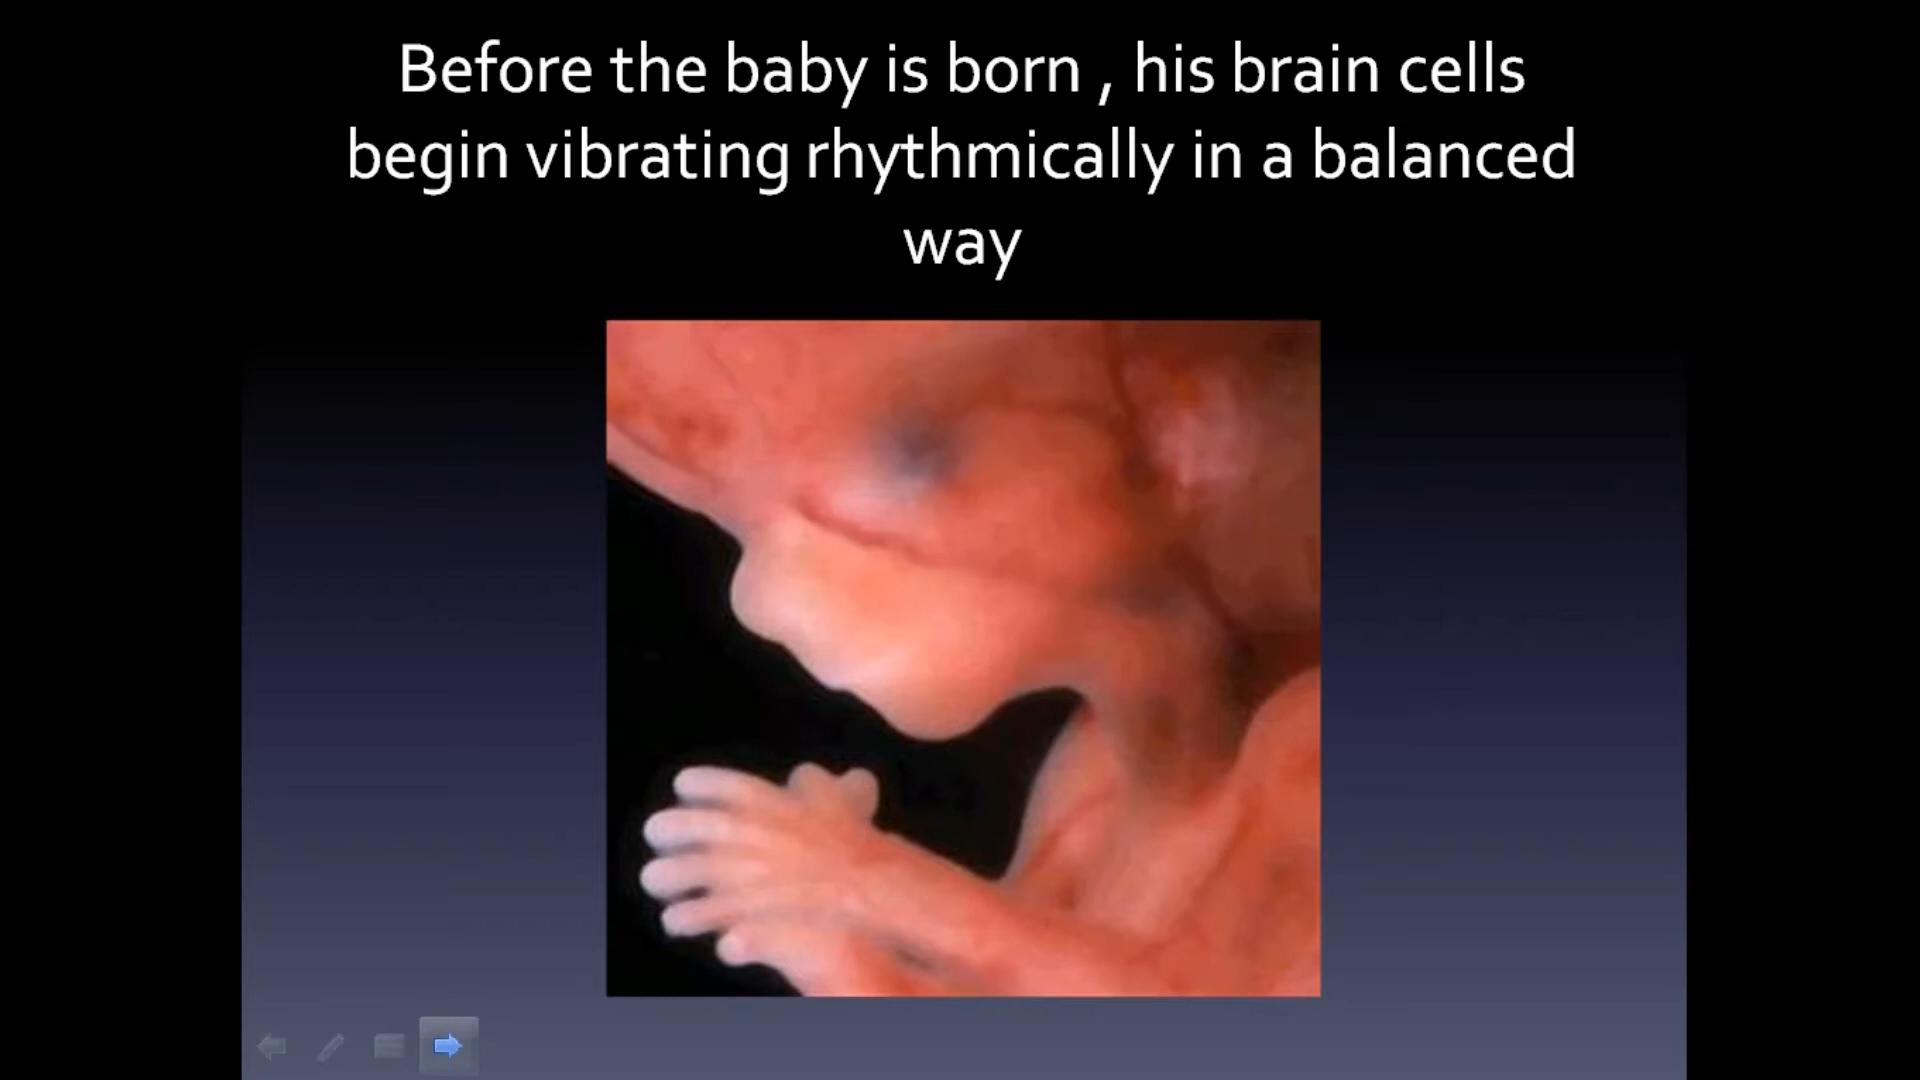 Before the baby is born , his brain cells
begin vibrating rhythmically in a balanced
way